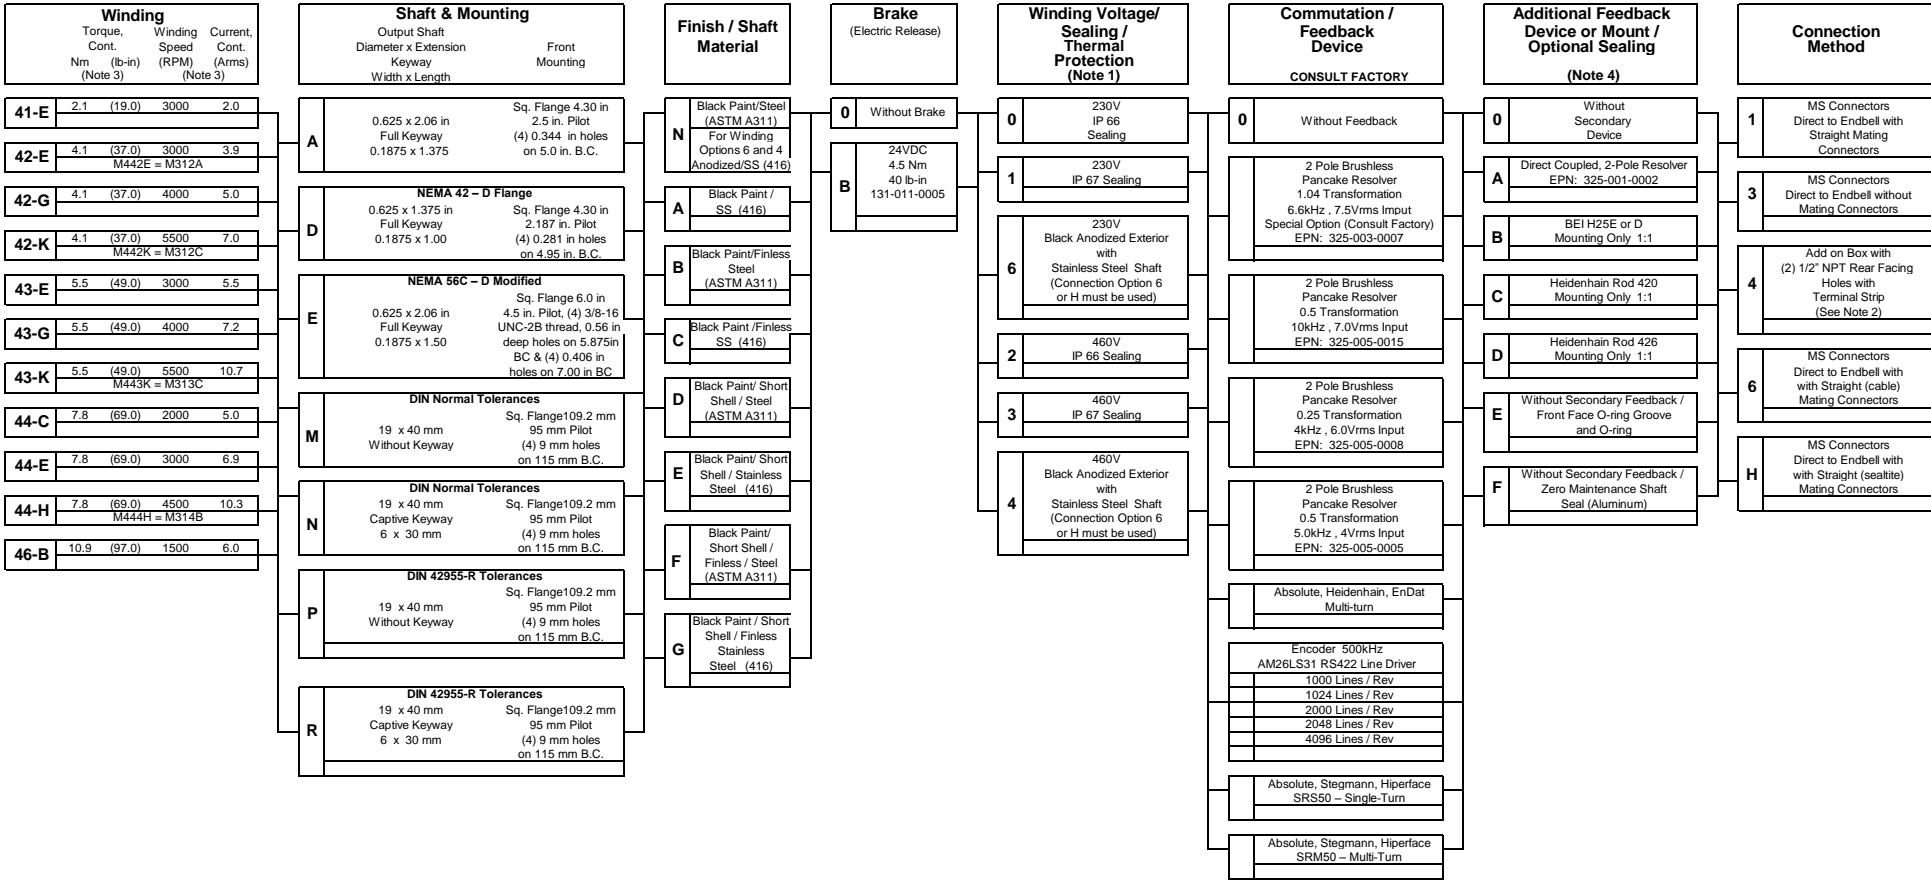 Winding
Torque, Winding Current,
Cont. Speed Cont.
Nm (lb-in) (RPM) (Arms)
(Note 3) (Note 3)
41-E 2.1 (19.0) 3000 2.0
42-E 4.1 (37.0) 3000 3.9
M442E = M312A
42-G 4.1 (37.0) 4000 5.0
42-K 4.1 (37.0) 5500 7.0
M442K = M312C
43-E 5.5 (49.0) 3000 5.5
43-G 5.5 (49.0) 4000 7.2
43-K 5.5 (49.0) 5500 10.7
M443K = M313C
44-C 7.8 (69.0) 2000 5.0
44-E 7.8 (69.0) 3000 6.9
44-H 7.8 (69.0) 4500 10.3
M444H = M314B
46-B 10.9 (97.0) 1500 6.0
Shaft & Mounting
Output Shaft
Diameter x Extension Front
Keyway Mounting
Width x Length
A
Sq. Flange 4.30 in
0.625 x 2.06 in 2.5 in. Pilot
Full Keyway (4) 0.344 in holes
0.1875 x 1.375 on 5.0 in. B.C.
D
NEMA 42 – D Flange
0.625 x 1.375 in Sq. Flange 4.30 in
Full Keyway 2.187 in. Pilot
0.1875 x 1.00 (4) 0.281 in holes
on 4.95 in. B.C.
E
NEMA 56C – D Modified
Sq. Flange 6.0 in
0.625 x 2.06 in 4.5 in. Pilot, (4) 3/8-16
Full Keyway UNC-2B thread, 0.56 in
0.1875 x 1.50 deep holes on 5.875in
BC & (4) 0.406 in
holes on 7.00 in BC
M
DIN Normal Tolerances
Sq. Flange109.2 mm
19 x 40 mm 95 mm Pilot
Without Keyway (4) 9 mm holes
on 115 mm B.C.
N
DIN Normal Tolerances
19 x 40 mm Sq. Flange109.2 mm
Captive Keyway 95 mm Pilot
6 x 30 mm (4) 9 mm holes
on 115 mm B.C.
P
DIN 42955-R Tolerances
Sq. Flange109.2 mm
19 x 40 mm 95 mm Pilot
Without Keyway (4) 9 mm holes
on 115 mm B.C.
R
DIN 42955-R Tolerances
19 x 40 mm Sq. Flange109.2 mm
Captive Keyway 95 mm Pilot
6 x 30 mm (4) 9 mm holes
on 115 mm B.C.
Finish / Shaft
Material
N
Black Paint/Steel
(ASTM A311)
For Winding
Options 6 and 4
Anodized/SS (416)
A
Black Paint /
SS (416)
B
Black Paint/Finless
Steel
(ASTM A311)
C
Black Paint /Finless
SS (416)
D
Black Paint/ Short
Shell / Steel
(ASTM A311)
E
Black Paint/ Short
Shell / Stainless
Steel (416)
F
Black Paint/
Short Shell /
Finless / Steel
(ASTM A311)
G
Black Paint / Short
Shell / Finless
Stainless
Steel (416)
Brake
(Electric Release)
0 Without Brake
B
24VDC
4.5 Nm
40 lb-in
131-011-0005
Winding Voltage/
Sealing /
Thermal
Protection
(Note 1)
0
230V
IP 66
Sealing
1
230V
IP 67 Sealing
6
230V
Black Anodized Exterior
with
Stainless Steel Shaft
(Connection Option 6
or H must be used)
2
460V
IP 66 Sealing
3
460V
IP 67 Sealing
4
460V
Black Anodized Exterior
with
Stainless Steel Shaft
(Connection Option 6
or H must be used)
Commutation /
Feedback
Device
CONSULT FACTORY
0 Without Feedback
2 Pole Brushless
Pancake Resolver
1.04 Transformation
6.6kHz , 7.5Vrms Imput
Special Option (Consult Factory)
EPN: 325-003-0007
2 Pole Brushless
Pancake Resolver
0.5 Transformation
10kHz , 7.0Vrms Input
EPN: 325-005-0015
2 Pole Brushless
Pancake Resolver
0.25 Transformation
4kHz , 6.0Vrms Input
EPN: 325-005-0008
2 Pole Brushless
Pancake Resolver
0.5 Transformation
5.0kHz , 4Vrms Input
EPN: 325-005-0005
Absolute, Heidenhain, EnDat
Multi-turn
Encoder 500kHz
AM26LS31 RS422 Line Driver
1000 Lines / Rev
1024 Lines / Rev
2000 Lines / Rev
2048 Lines / Rev
4096 Lines / Rev
Absolute, Stegmann, Hiperface
SRS50 – Single-Turn
Absolute, Stegmann, Hiperface
SRM50 – Multi-Turn
Additional Feedback
Device or Mount /
Optional Sealing
(Note 4)
0
Without
Secondary
Device
A
Direct Coupled, 2-Pole Resolver
EPN: 325-001-0002
B
BEI H25E or D
Mounting Only 1:1
C
Heidenhain Rod 420
Mounting Only 1:1
D
Heidenhain Rod 426
Mounting Only 1:1
E
Without Secondary Feedback /
Front Face O-ring Groove
and O-ring
F
Without Secondary Feedback /
Zero Maintenance Shaft
Seal (Aluminum)
Connection
Method
1
MS Connectors
Direct to Endbell with
Straight Mating
Connectors
3
MS Connectors
Direct to Endbell without
Mating Connectors
4
Add on Box with
(2) 1/2" NPT Rear Facing
Holes with
Terminal Strip
(See Note 2)
6
MS Connectors
Direct to Endbell with
with Straight (cable)
Mating Connectors
H
MS Connectors
Direct to Endbell with
with Straight (sealtite)
Mating Connectors